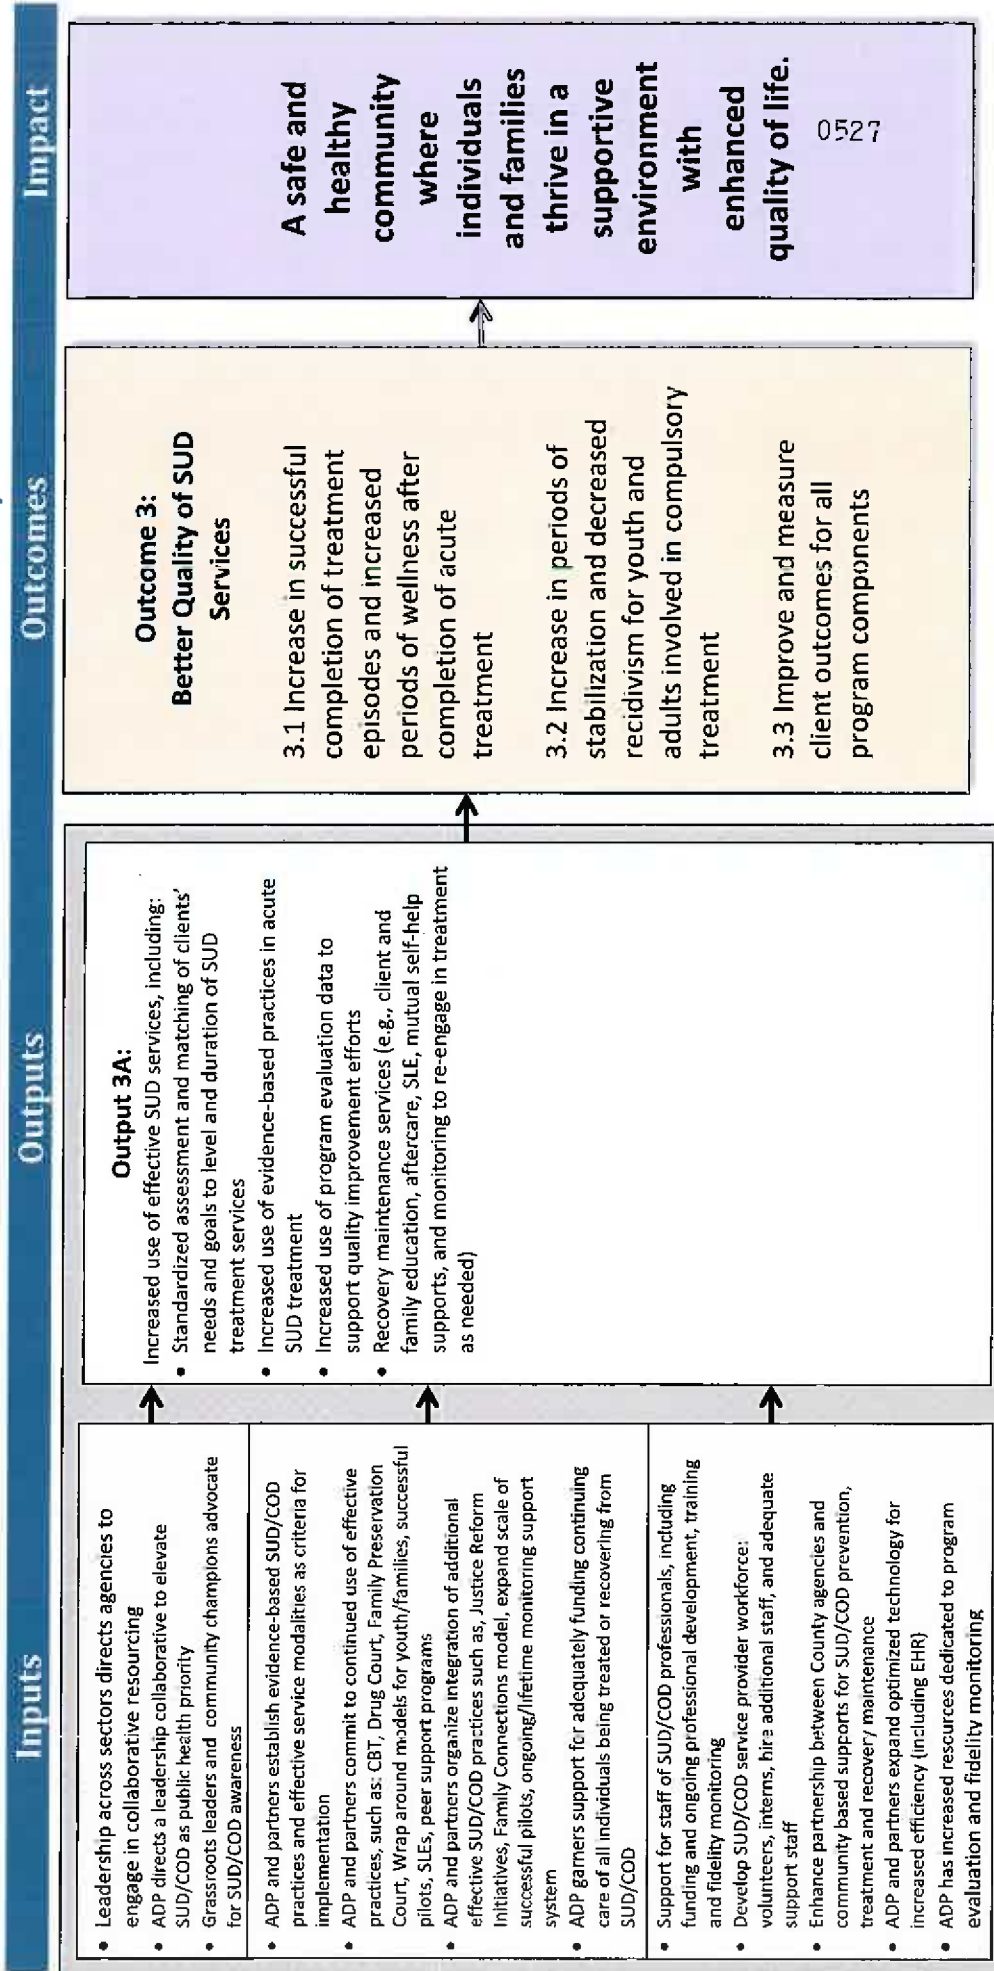 Inputs
Outputs
Outcomes
Impact
• Leadership across sectors directs agencies to
engage in collaborative resourcing
• ADP directs a leadership collaborative to elevate
SUD/COD as public health priority
• Grassroots leaders and community champions advocate
for SUD/COD awareness
• ADP and partners establish evidence-based SUD/COD
practices and effective service modalities as criteria for
implementation
• ADP and partners commit to continued use of effective
practices, such as: CBT, Drug Court, Family Preservation
Court, Wrap around models for youth/families, successful
pilots, SLEs, peer support programs
• ADP and partners organize integration of additional
effective SUD/COD practices such as, Justice Reform
Initiatives, Family Connections model, expand scale of
successful pilots, ongoing/lifetime monitoring support
system
• ADP garners support for adequately funding continuing
care of all individuals being treated or recovering from
SUD/COD
• Support for staff of SUD/COD professionals, including
funding and ongoing professional development, training
and fidelity monitoring
• Develop SUD/COD service provider workforce:
volunteers, interns, hire additional staff, and adequate
support staff
• Enhance partnership between County agencies and
community based supports for SUD/COD prevention,
treatment and recovery maintenance
• ADP and partners expand optimized technology for
increased efficiency (including EHR)
• ADP has increased resources dedicated to program
evaluation and fidelity monitoring
Output 3A:
Increased use of effective SUD services, including:
• Standardized assessment and matching of clients'
needs and goals to level and duration of SUD
treatment services
• Increased use of evidence-based practices in acute
SUD treatment
• Increased use of program evaluation data to
support quality improvement efforts
• Recovery maintenance services (e.g., client and
family education, aftercare, SLE, mutual self-help
supports, and monitoring to re-engage in treatment
as needed)
Outcome 3:
Better Quality of SUD
Services
3.1 Increase in successful
completion of treatment
episodes and increased
periods of wellness after
completion of acute
treatment
3.2 Increase in periods of
stabilization and decreased
recidivism for youth and
adults involved in compulsory
treatment
3.3 Improve and measure
client outcomes for all
program components
A safe and
healthy
community
where
individuals
and families
thrive in a
supportive
environment
with
enhanced
quality of life.
0527